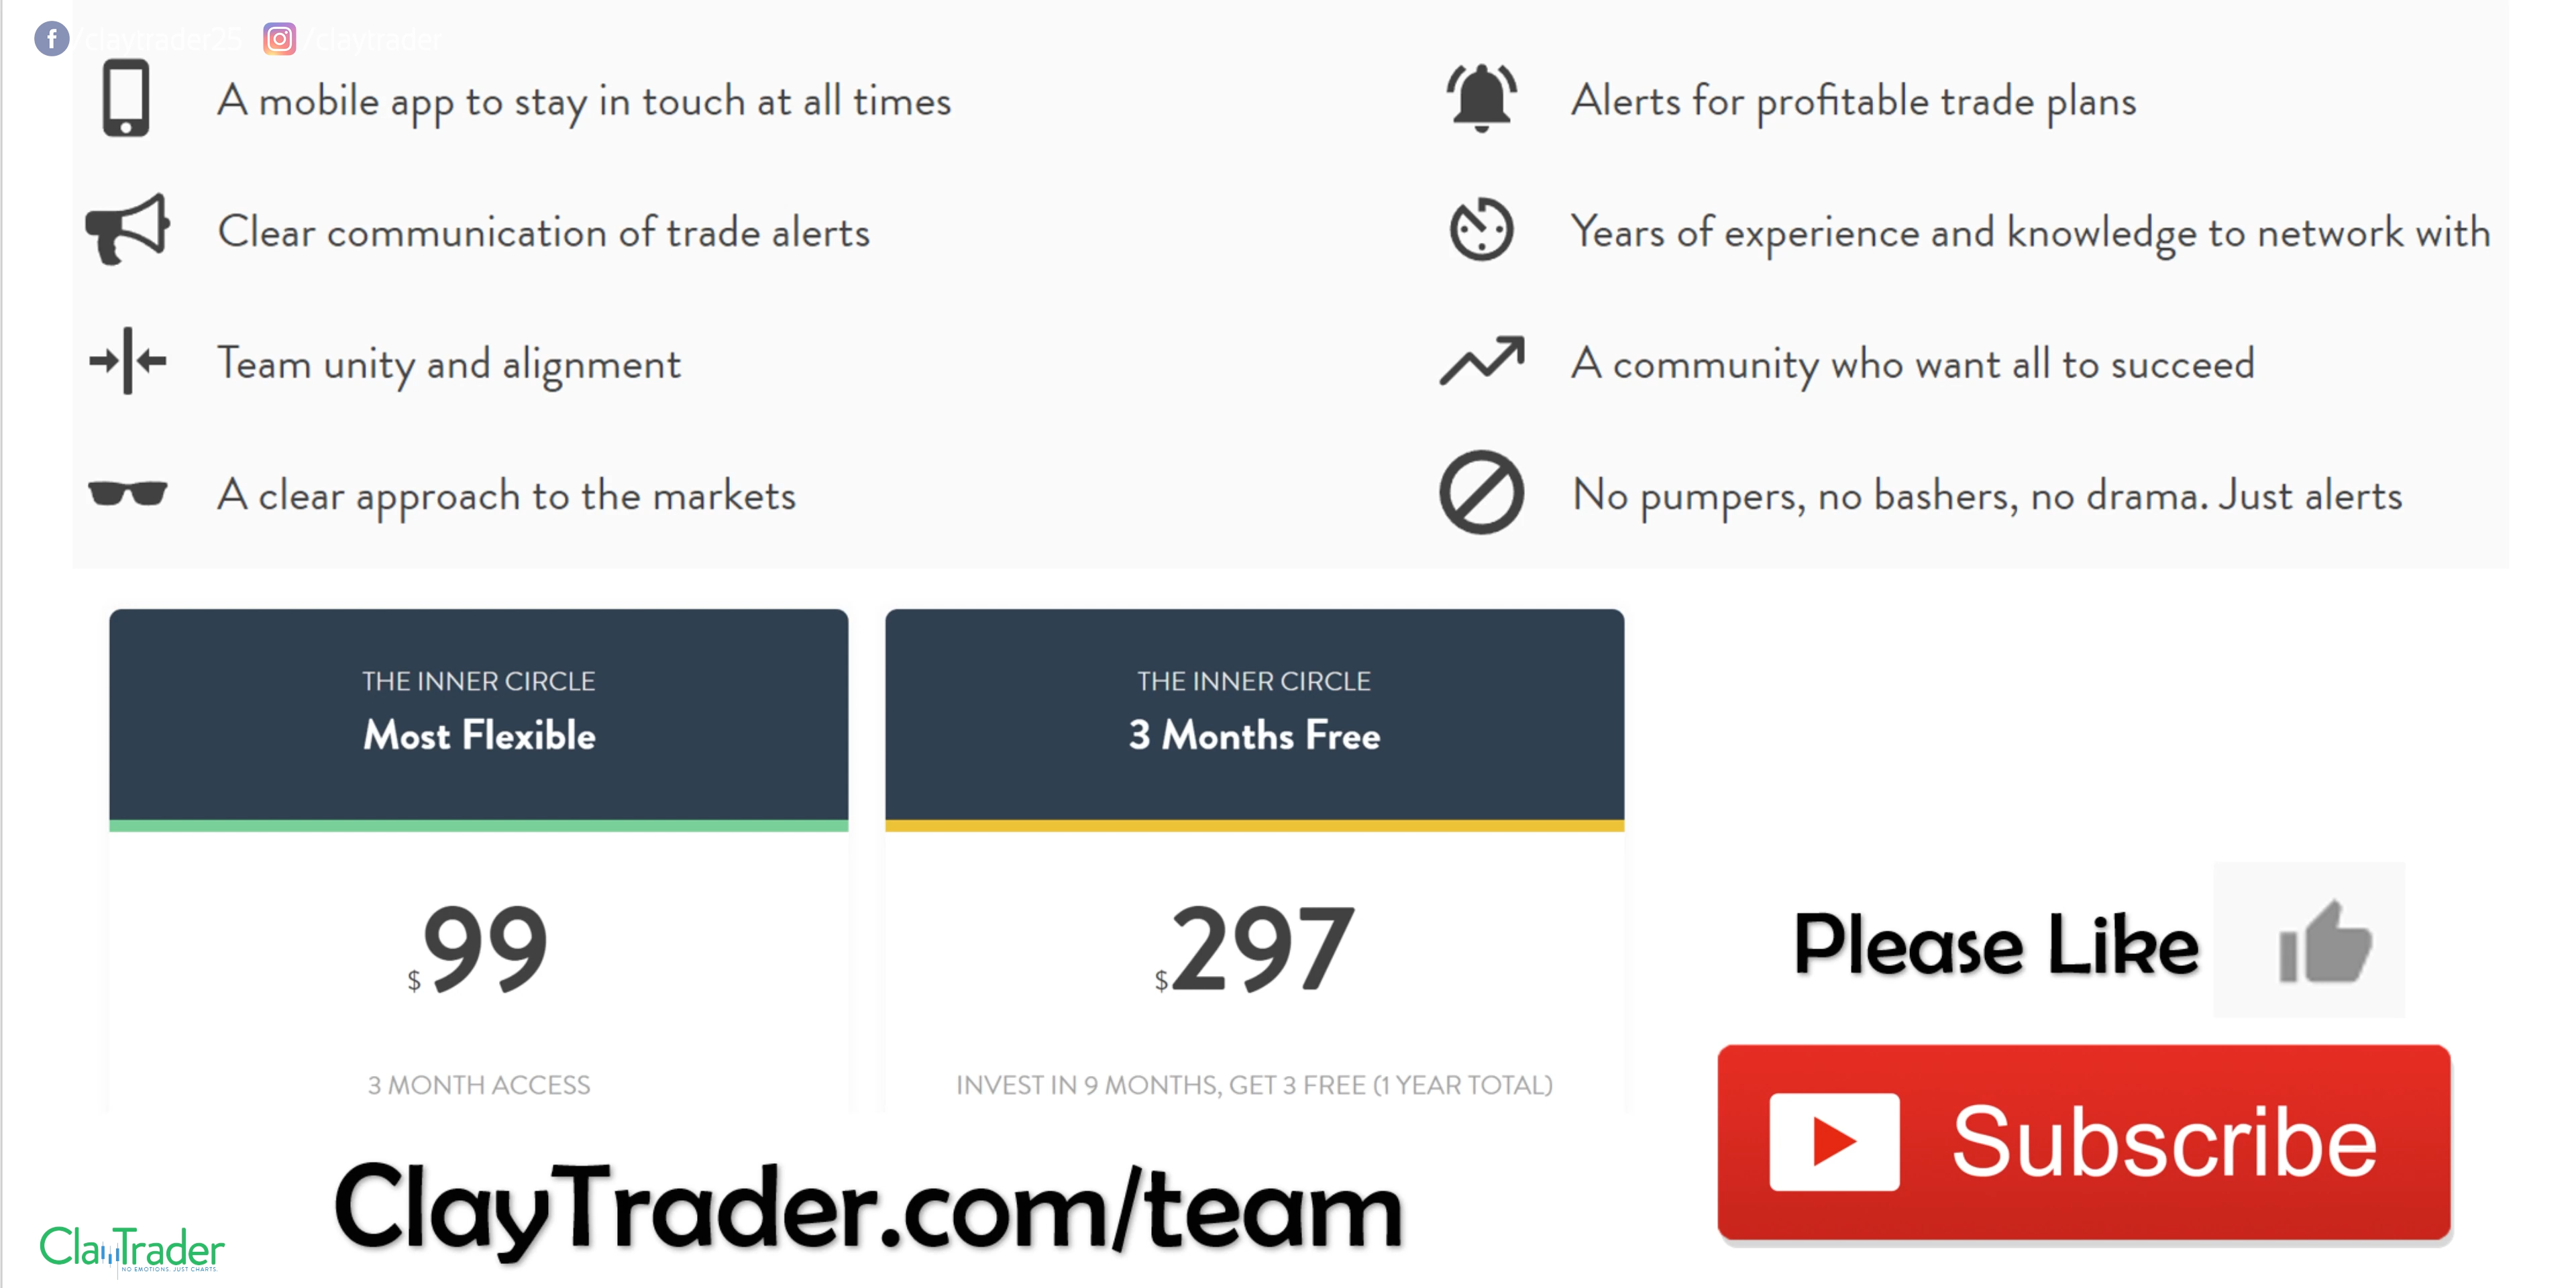 /claytrader25 /claytrader
A mobile app to stay in touch at all times
Alerts for profitable trade plans
Clear communication of trade alerts
Years of experience and knowledge to network with
Team unity and alignment
A community who want all to succeed
A clear approach to the markets
No pumpers, no bashers, no drama. Just alerts
THE INNER CIRCLE
Most Flexible
$99
3 MONTH ACCESS
THE INNER CIRCLE
3 Months Free
$297
INVEST IN 9 MONTHS, GET 3 FREE (1 YEAR TOTAL)
Please Like
Subscribe
ClayTrader.com/team
ClayTrader
NO EMOTIONS. JUST CHARTS.